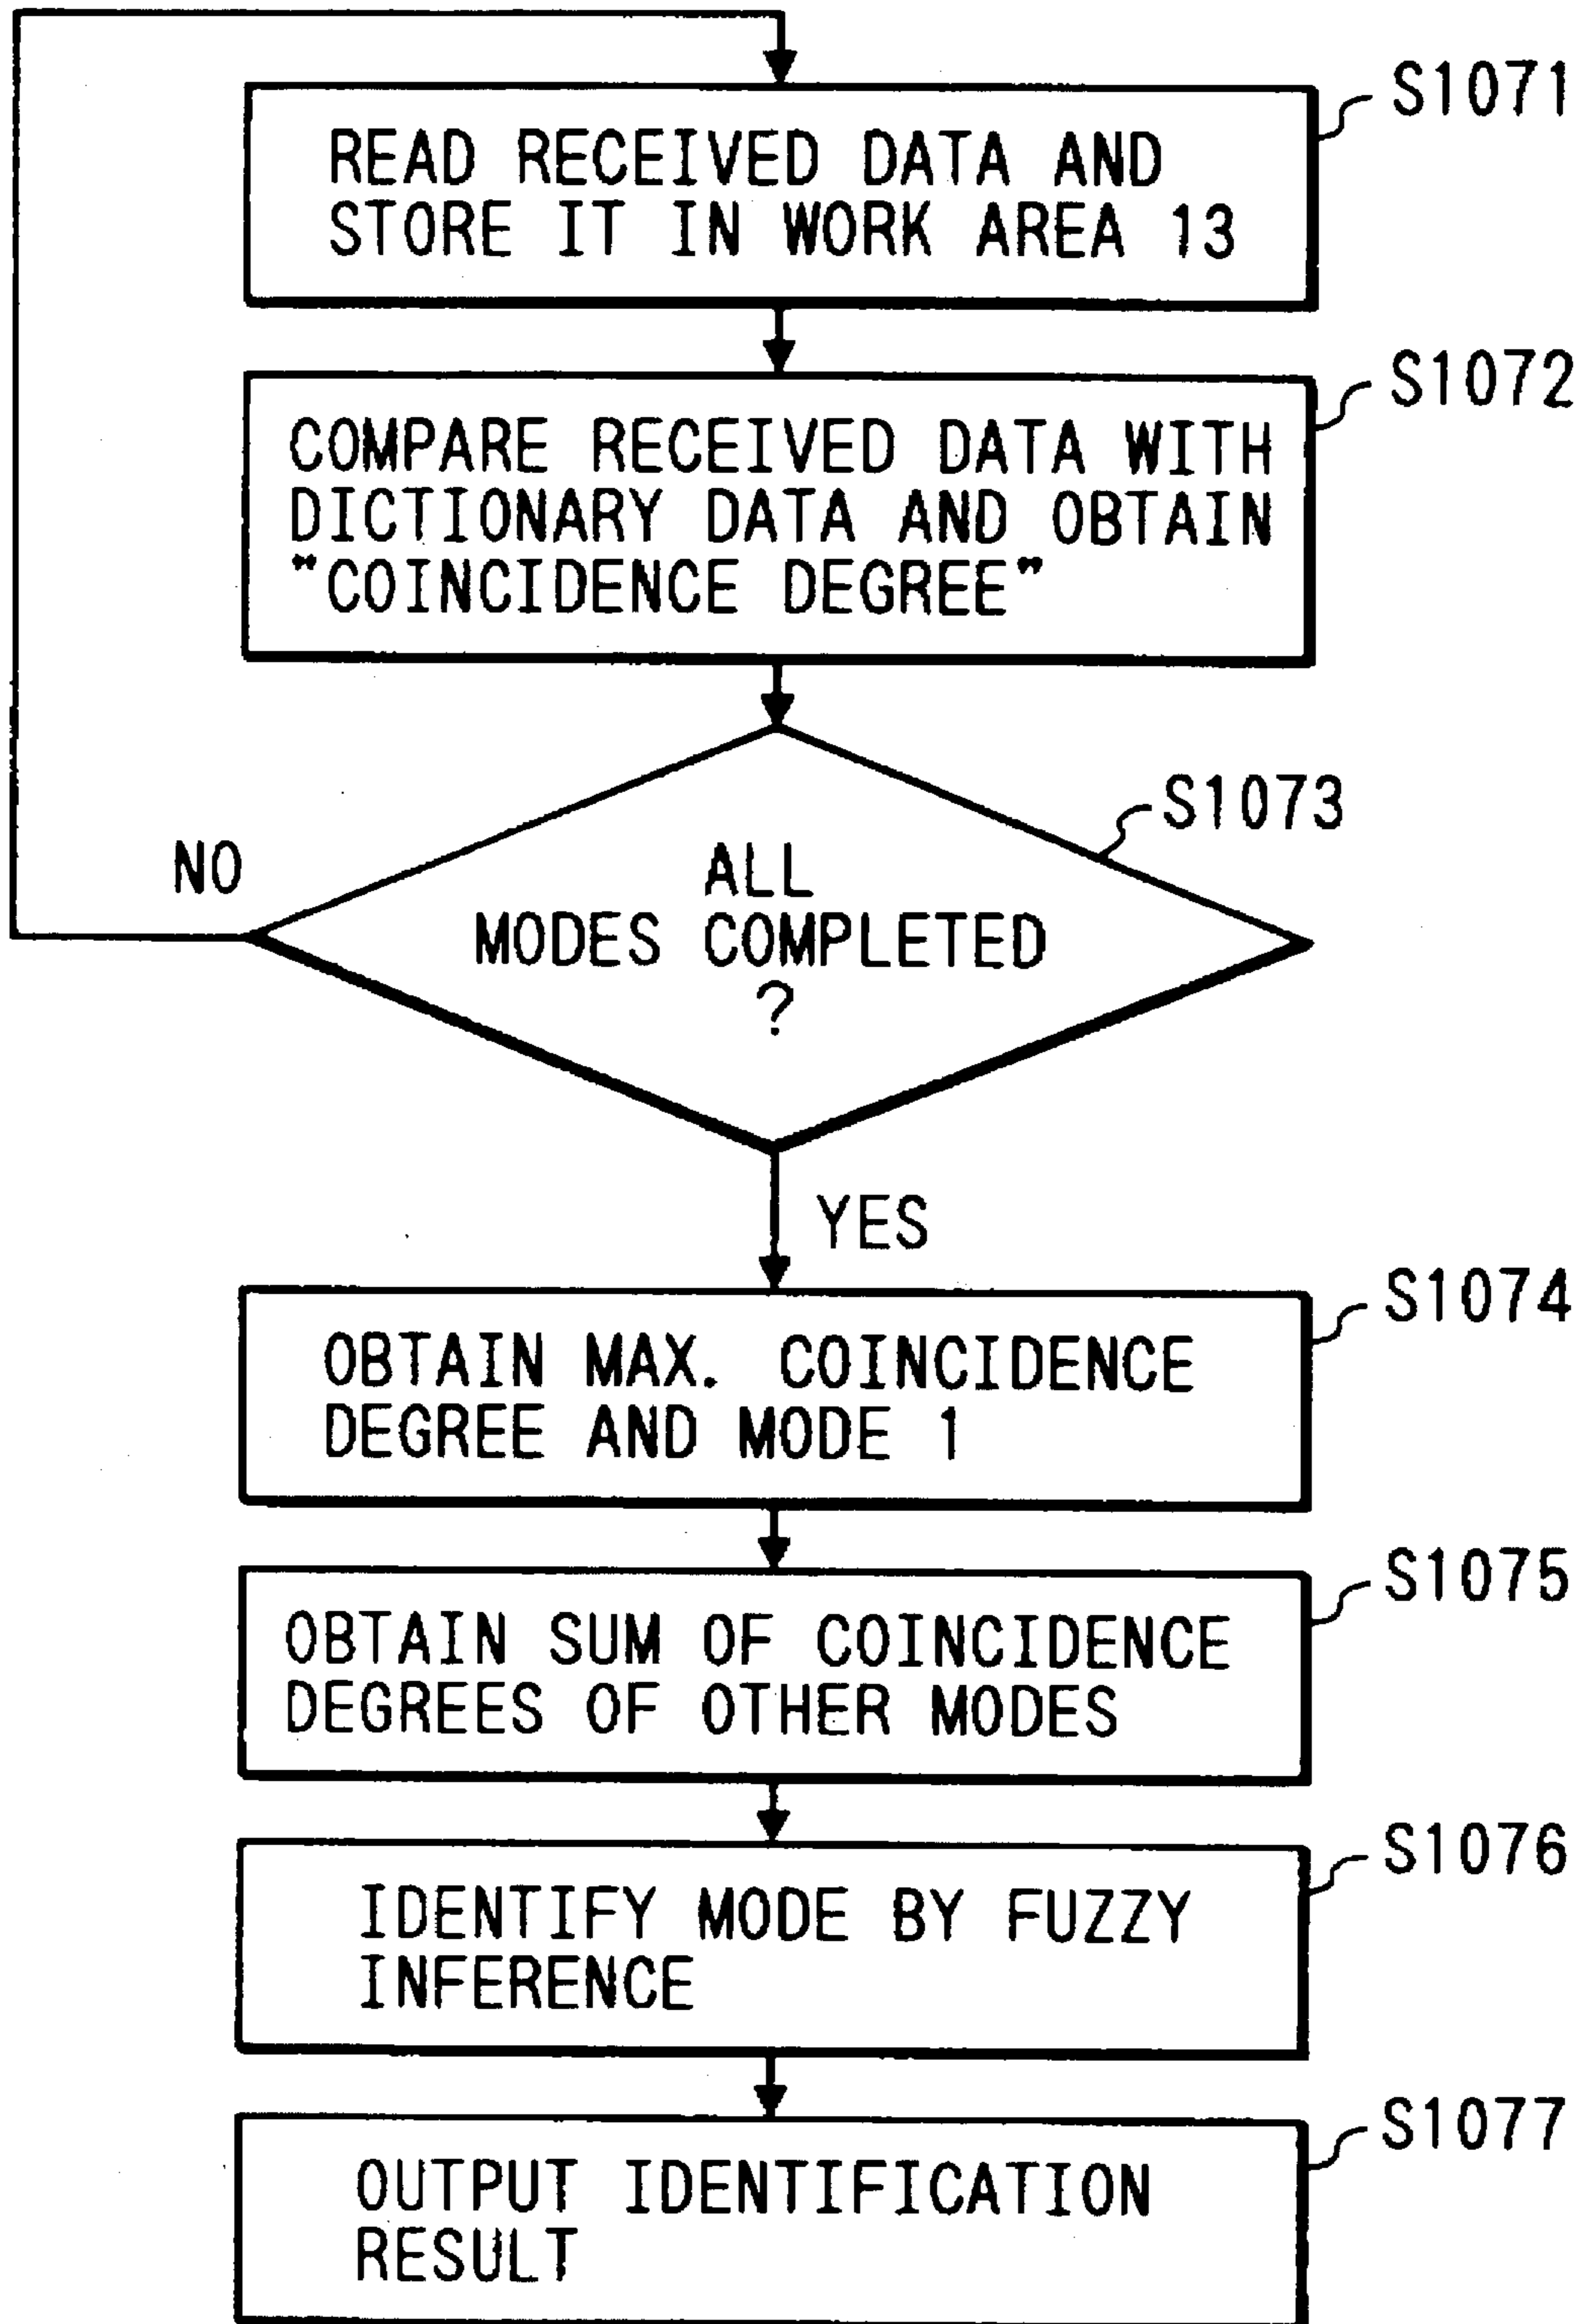 S1071
READ RECEIVED DATA AND
STORE IT IN WORK AREA 13
S1072
COMPARE RECEIVED DATA WITH
DICTIONARY DATA AND OBTAIN
"COINCIDENCE DEGREE"
S1073
NO
ALL
MODES COMPLETED
?
YES
S1074
OBTAIN MAX. COINCIDENCE
DEGREE AND MODE 1
S1075
OBTAIN SUM OF COINCIDENCE
DEGREES OF OTHER MODES
S1076
IDENTIFY MODE BY FUZZY
INFERENCE
S1077
OUTPUT IDENTIFICATION
RESULT